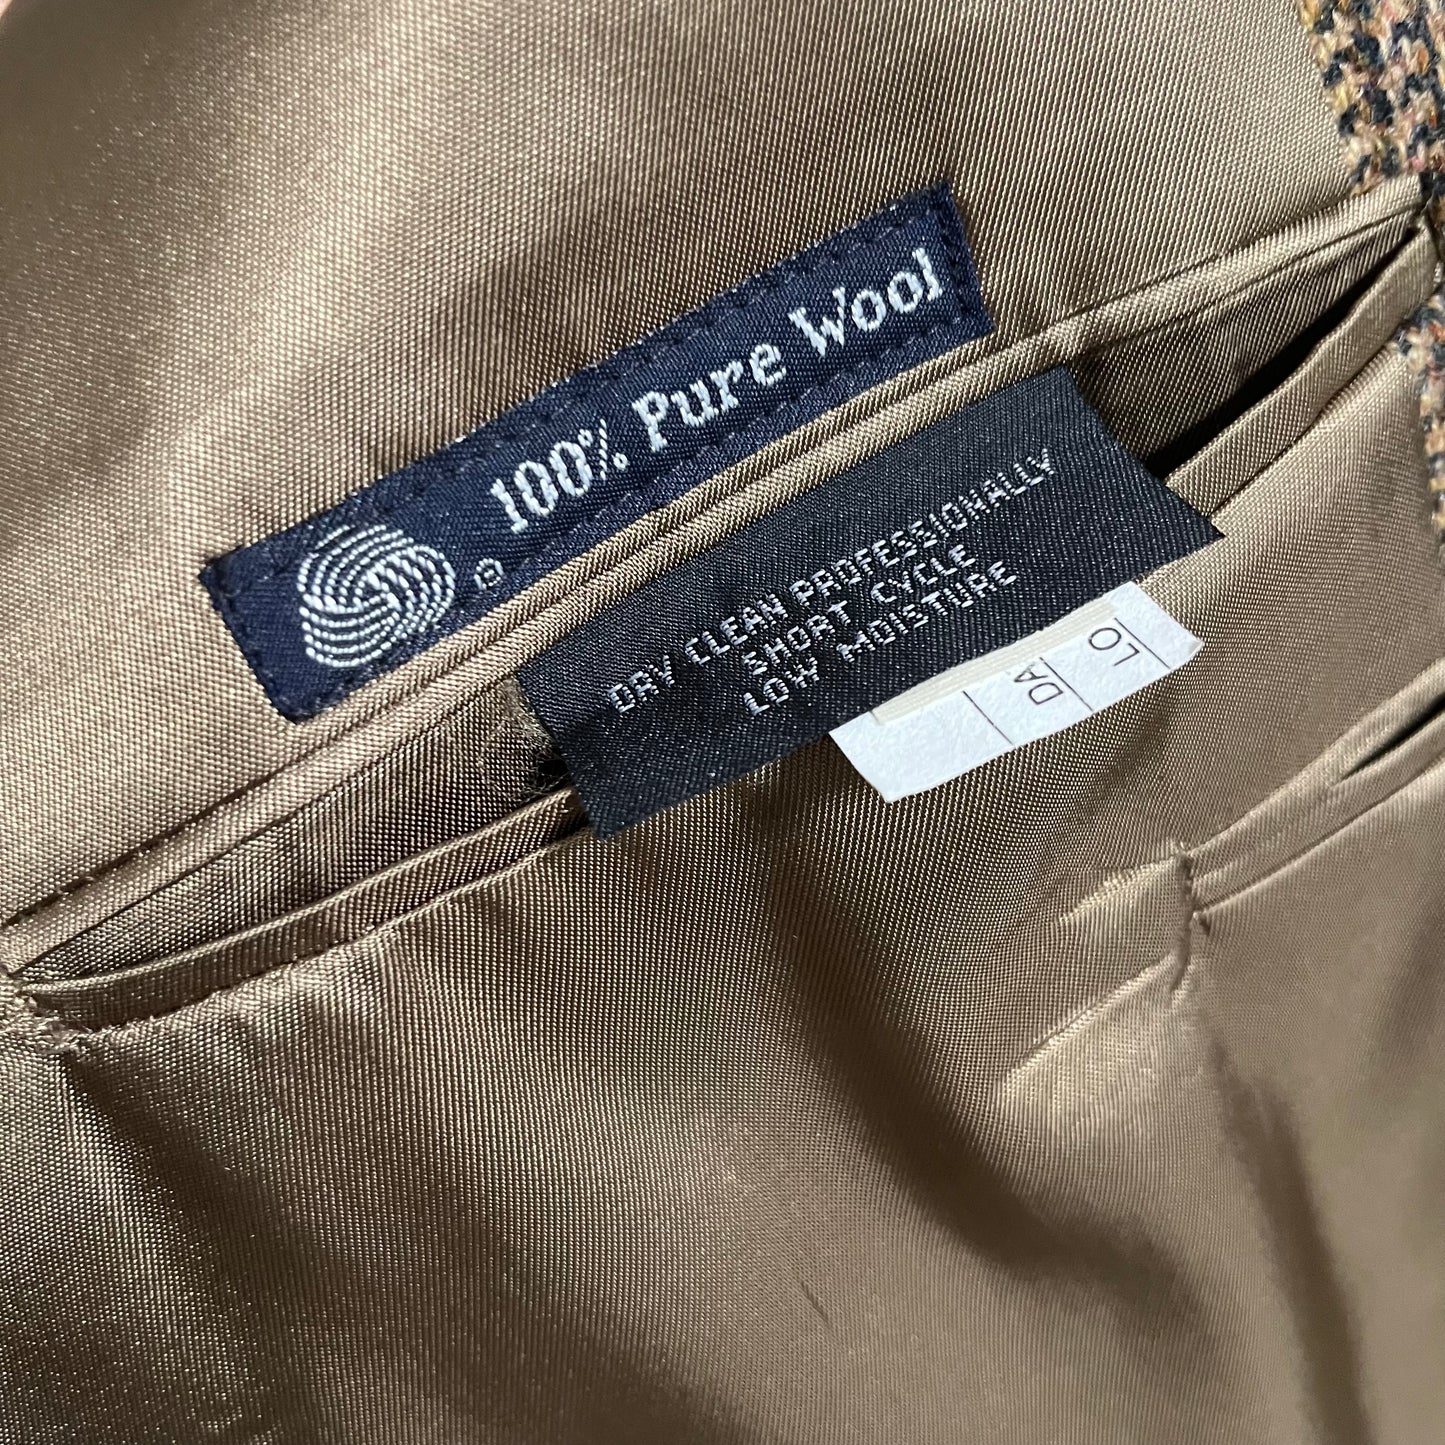 ® 100% Pure Wool
DRY CLEAN PROFESSIONALLY
SHORT CYCLE
LOW MOISTURE
LO
DA